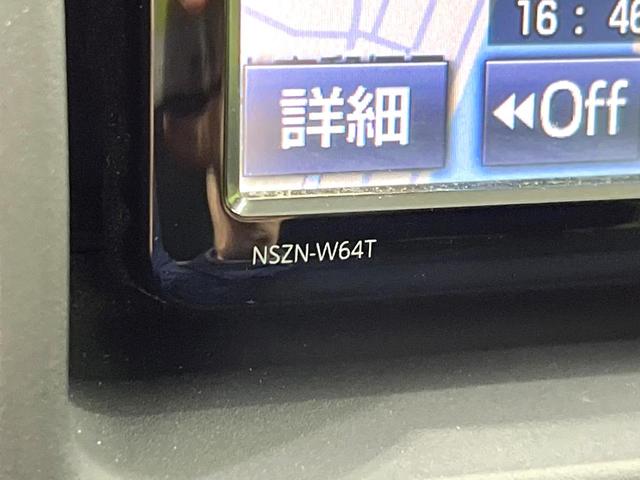 16:46
詳細
◀◀Off
NSZN-W64T